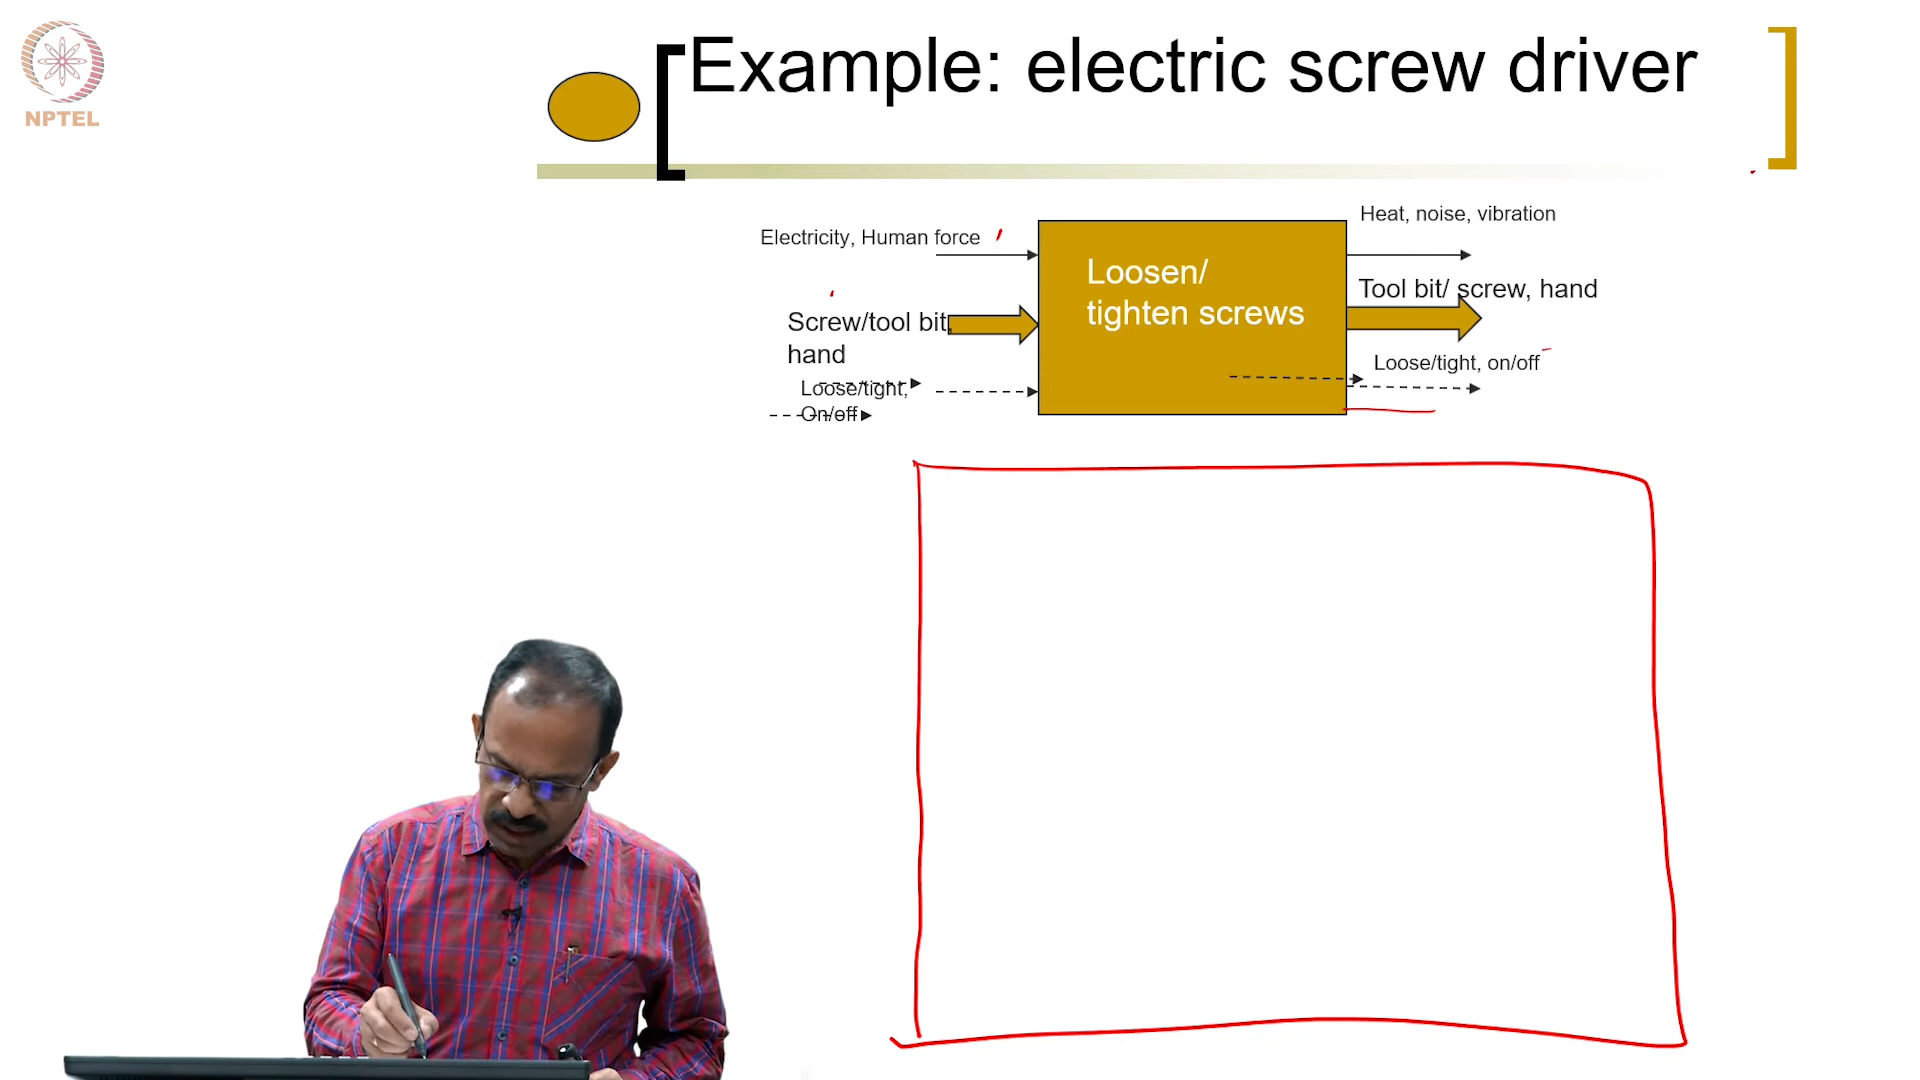 NPTEL
Example: electric screw driver
Electricity, Human force
Screw/tool bit,
hand
Loose/tight,
On/off
Loosen/
tighten screws
Heat, noise, vibration
Tool bit/ screw, hand
Loose/tight, on/off